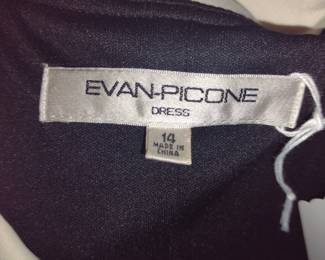 EVAN-PICONE
DRESS
14
MADE IN
CHINA